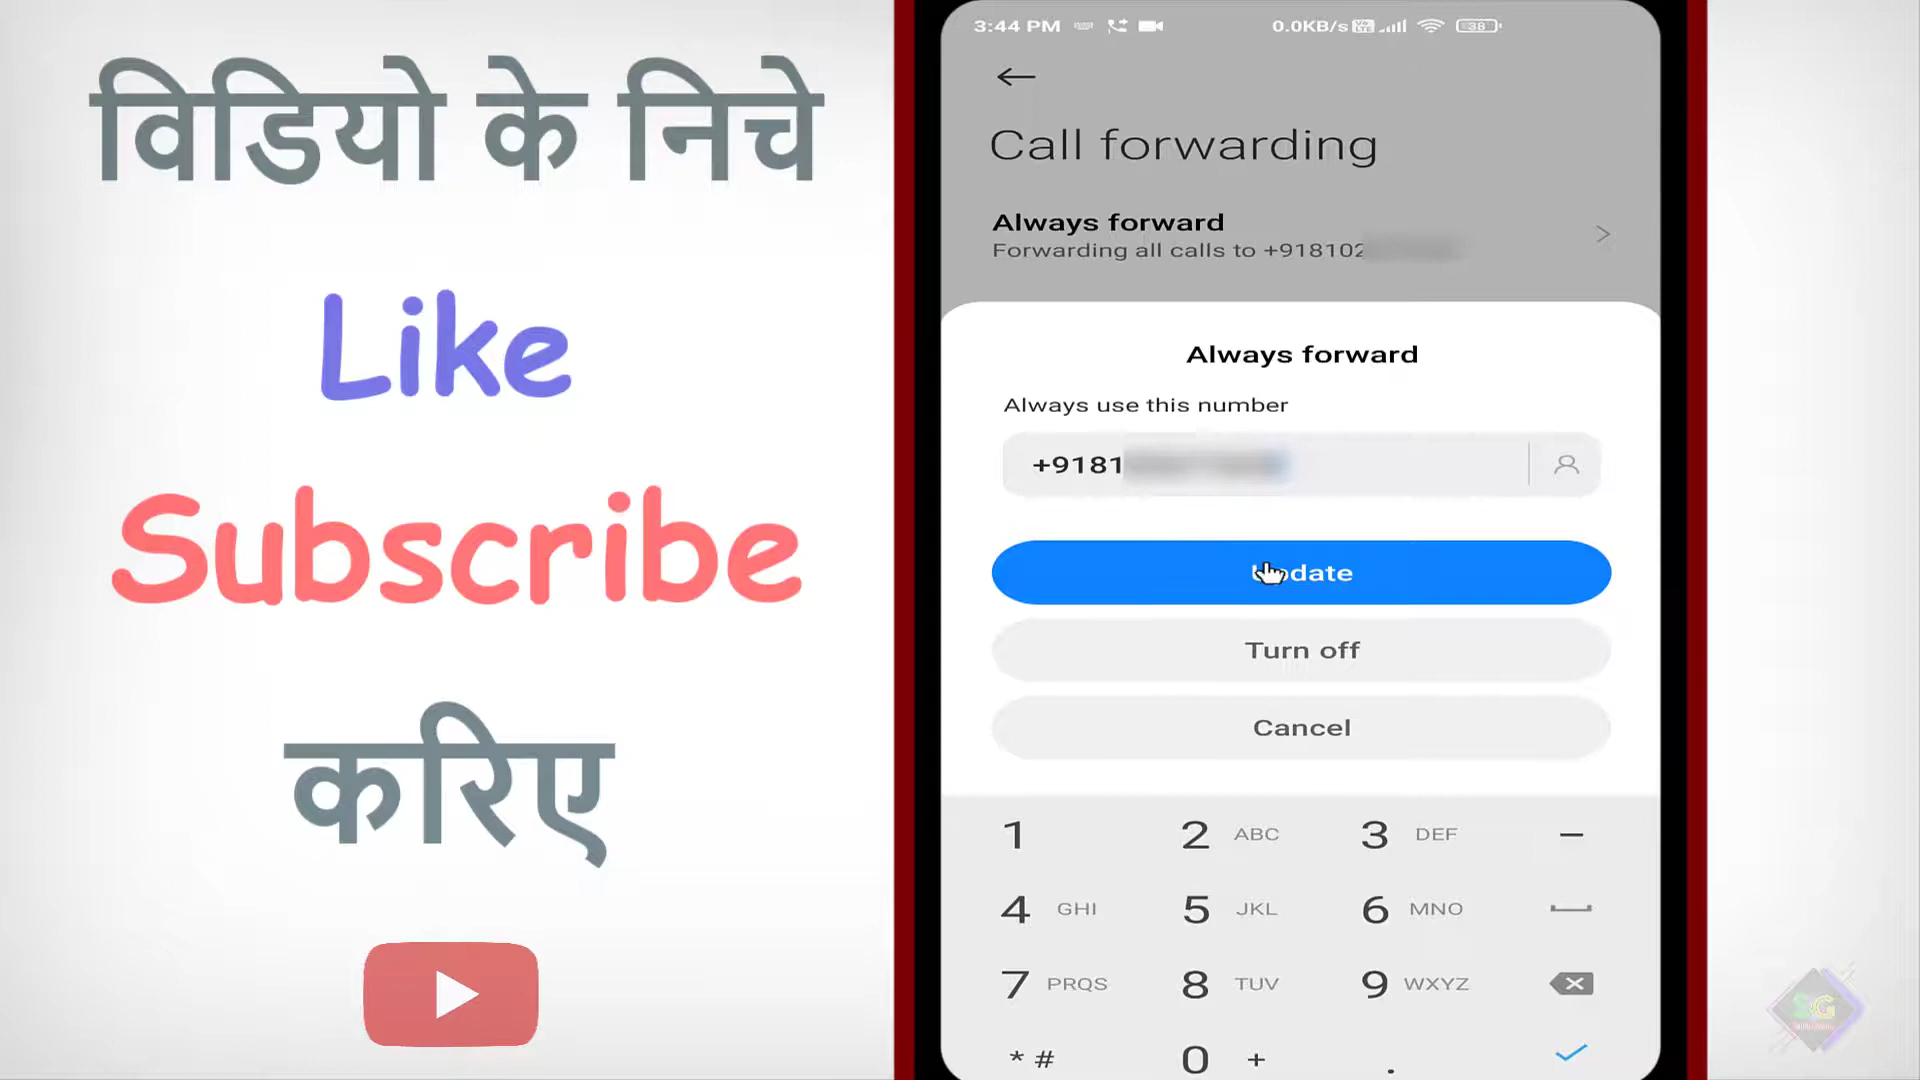 विडियो के निचे
Like
Subscribe
करिए
3:44 PM
0.0KB/s
38
Call forwarding
Always forward
Forwarding all calls to +918102
Always forward
Always use this number
+9181
Update
Turn off
Cancel
1 2 ABC 3 DEF –
4 GHI 5 JKL 6 MNO
7 PRQS 8 TUV 9 WXYZ
* # 0 + .
SG